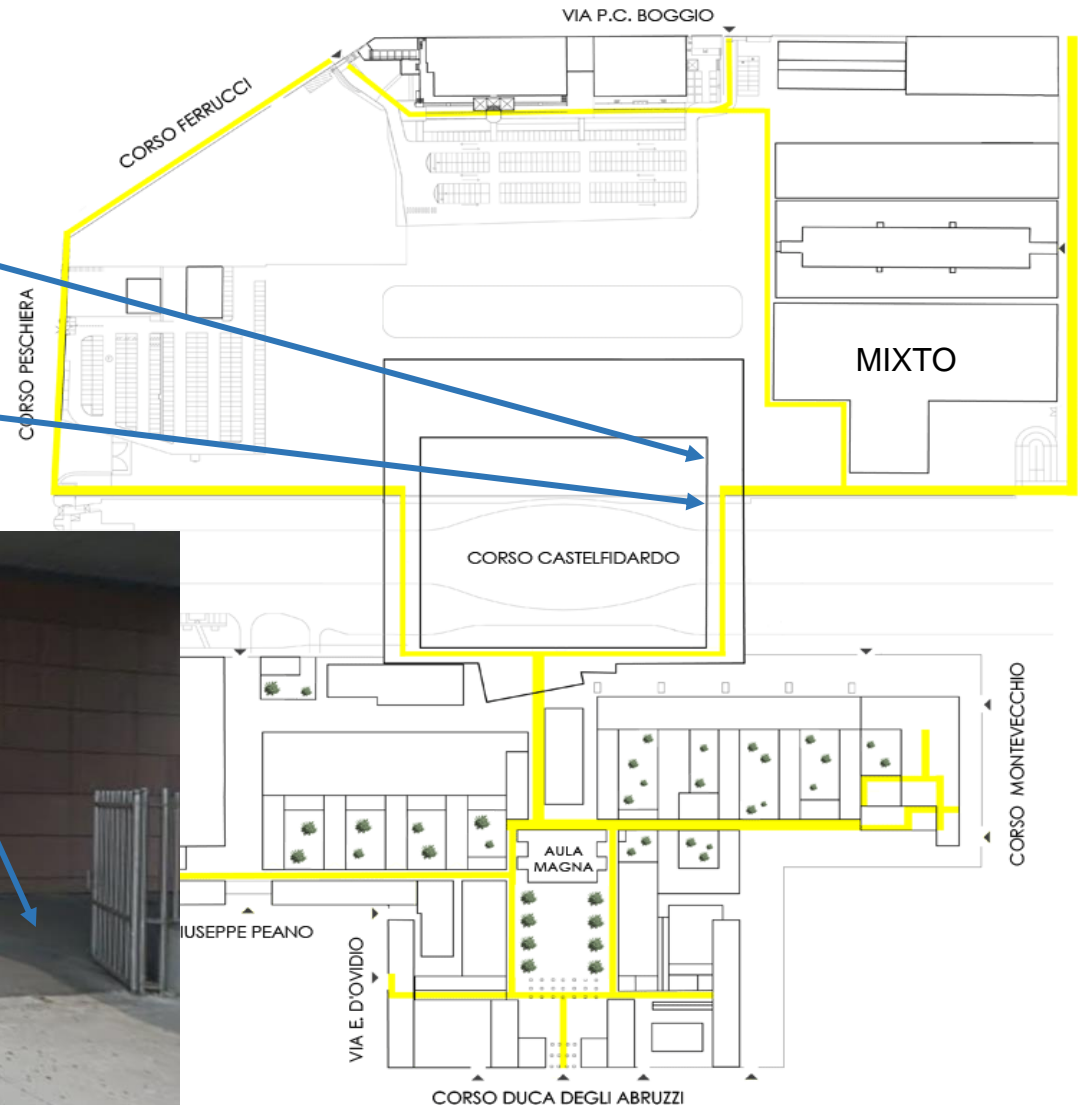 VIA P.C. BOGGIO
CORSO FERRUCCI
CORSO PESCHIERA
MIXTO
CORSO CASTELFIDARDO
CORSO MONTEVECCHIO
AULA
MAGNA
IUSEPPE PEANO
VIA E. D'OVIDIO
CORSO DUCA DEGLI ABRUZZI